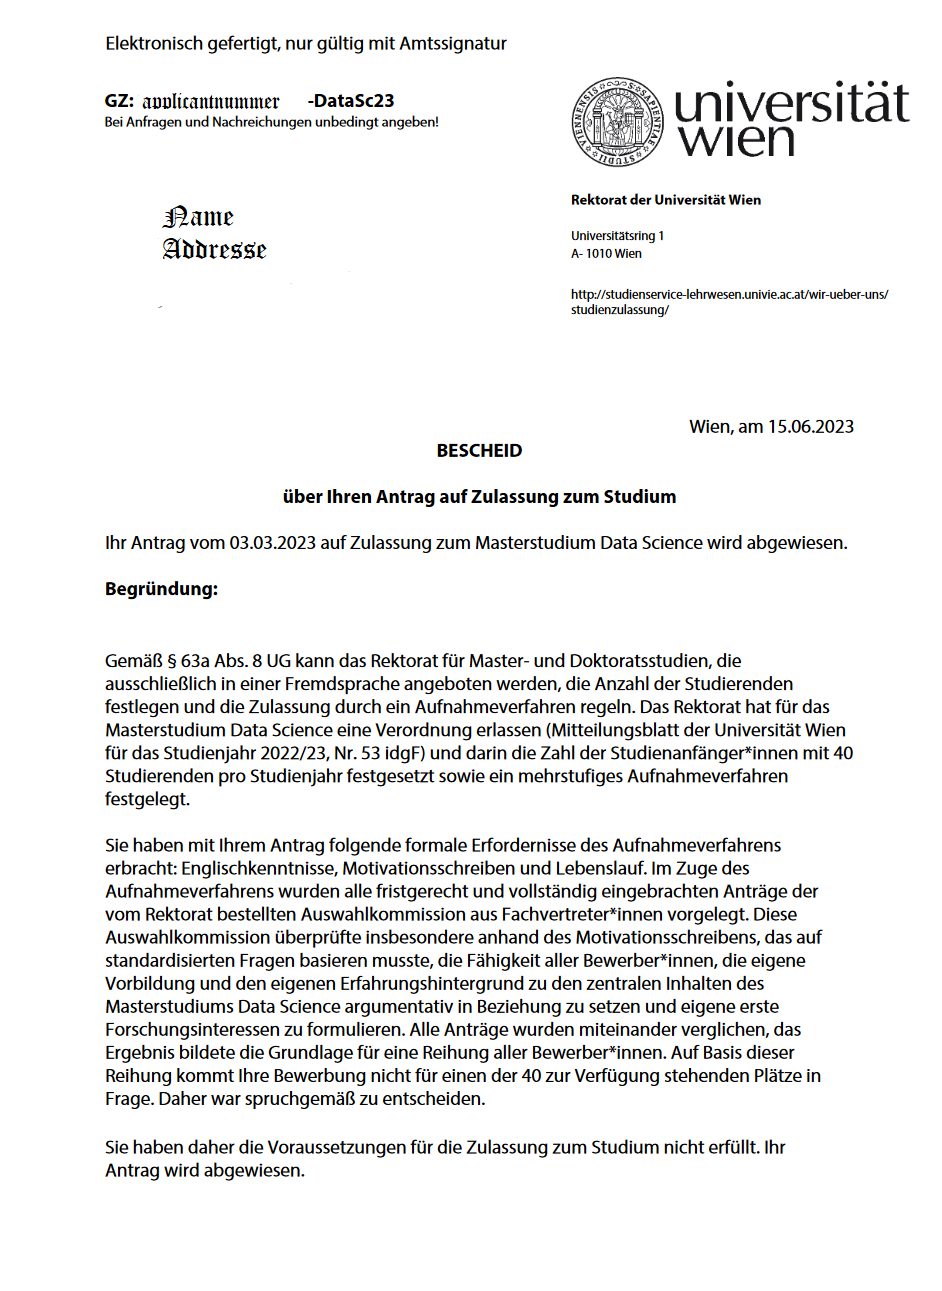 Elektronisch gefertigt, nur gültig mit Amtssignatur
GZ: applicantnummer -DataSc23
Bei Anfragen und Nachreichungen unbedingt angeben!
VIENNENSIS SAPIENTIAE STUDII
universität
wien
Name
Addresse
Rektorat der Universität Wien
Universitätsring 1
A- 1010 Wien
http://studienservice-lehrwesen.univie.ac.at/wir-ueber-uns/
studienzulassung/
Wien, am 15.06.2023
BESCHEID
über Ihren Antrag auf Zulassung zum Studium
Ihr Antrag vom 03.03.2023 auf Zulassung zum Masterstudium Data Science wird abgewiesen.
Begründung:
Gemäß § 63a Abs. 8 UG kann das Rektorat für Master- und Doktoratsstudien, die
ausschließlich in einer Fremdsprache angeboten werden, die Anzahl der Studierenden
festlegen und die Zulassung durch ein Aufnahmeverfahren regeln. Das Rektorat hat für das
Masterstudium Data Science eine Verordnung erlassen (Mitteilungsblatt der Universität Wien
für das Studienjahr 2022/23, Nr. 53 idgF) und darin die Zahl der Studienanfänger*innen mit 40
Studierenden pro Studienjahr festgesetzt sowie ein mehrstufiges Aufnahmeverfahren
festgelegt.
Sie haben mit Ihrem Antrag folgende formale Erfordernisse des Aufnahmeverfahrens
erbracht: Englischkenntnisse, Motivationsschreiben und Lebenslauf. Im Zuge des
Aufnahmeverfahrens wurden alle fristgerecht und vollständig eingebrachten Anträge der
vom Rektorat bestellten Auswahlkommission aus Fachvertreter*innen vorgelegt. Diese
Auswahlkommission überprüfte insbesondere anhand des Motivationsschreibens, das auf
standardisierten Fragen basieren musste, die Fähigkeit aller Bewerber*innen, die eigene
Vorbildung und den eigenen Erfahrungshintergrund zu den zentralen Inhalten des
Masterstudiums Data Science argumentativ in Beziehung zu setzen und eigene erste
Forschungsinteressen zu formulieren. Alle Anträge wurden miteinander verglichen, das
Ergebnis bildete die Grundlage für eine Reihung aller Bewerber*innen. Auf Basis dieser
Reihung kommt Ihre Bewerbung nicht für einen der 40 zur Verfügung stehenden Plätze in
Frage. Daher war spruchgemäß zu entscheiden.
Sie haben daher die Voraussetzungen für die Zulassung zum Studium nicht erfüllt. Ihr
Antrag wird abgewiesen.